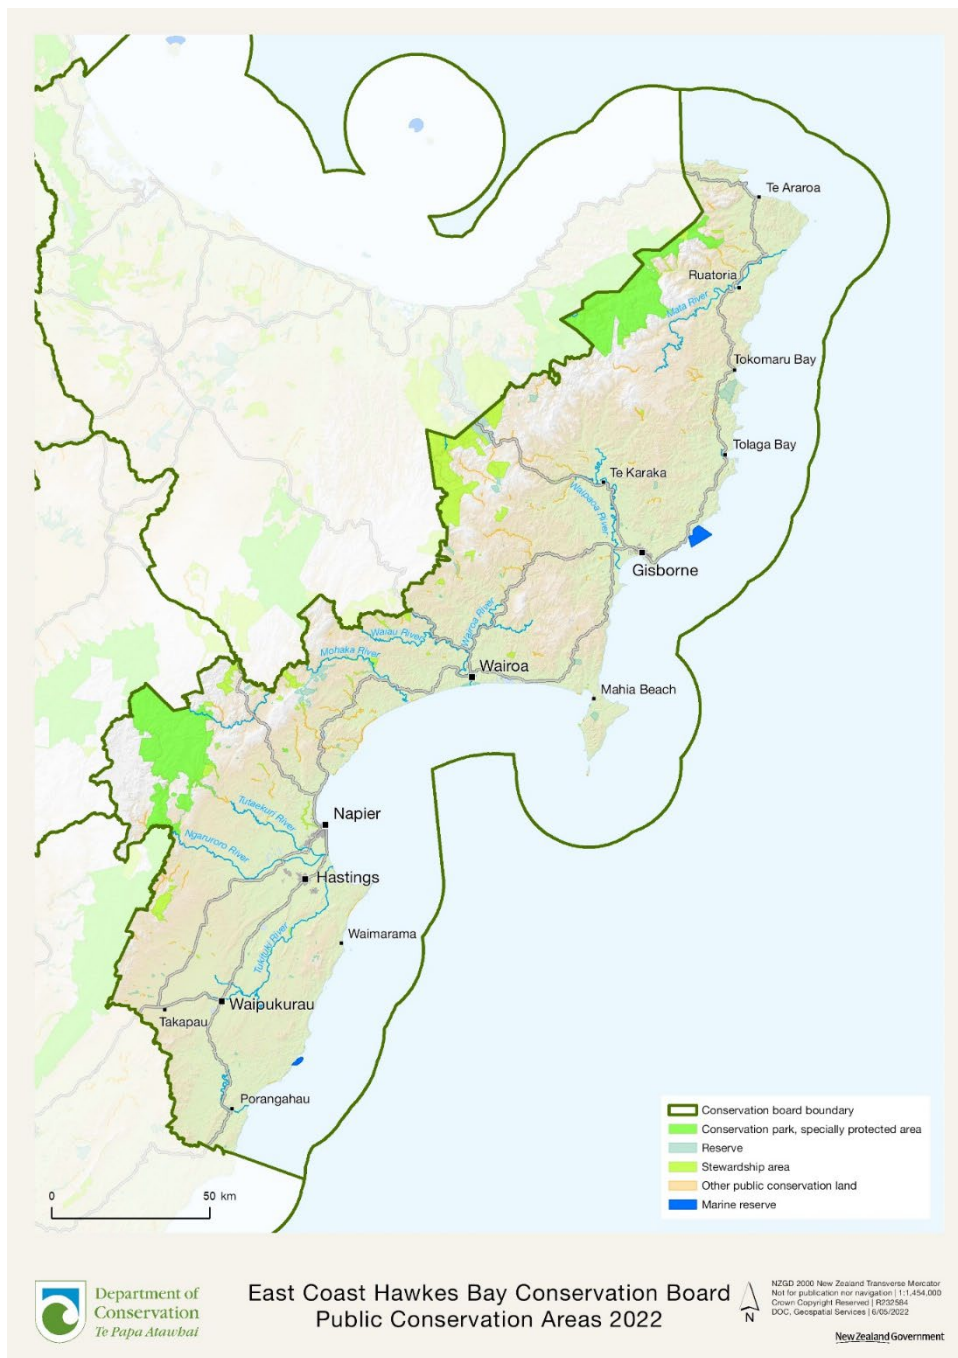 Te Araroa
Ruatoria
Mata River
Tokomaru Bay
Tolaga Bay
Te Karaka
Waipaoa River
Gisborne
Wairoa River
Waiau River
Mohaka River
Wairoa
Mahia Beach
Napier
Tutaekuri River
Ngaruroro River
Hastings
Waimarama
Tukituki River
Waipukurau
Takapau
Porangahau
Conservation board boundary
Conservation park, specially protected area
Reserve
Stewardship area
Other public conservation land
Marine reserve
0 50 km
Department of
Conservation
Te Papa Atawhai
East Coast Hawkes Bay Conservation Board
Public Conservation Areas 2022
N
NZGD 2000 New Zealand Transverse Mercator
Not for publication nor navigation | 1:1,454,000
Crown Copyright Reserved | R232584
DOC, Geospatial Services | 6/05/2022
New Zealand Government